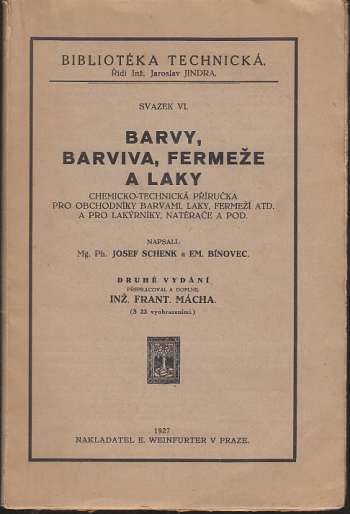 BIBLIOTÉKA TECHNICKÁ.
Řídí Inž. Jaroslav JINDRA.
SVAZEK VI.
BARVY,
BARVIVA, FERMEŽE
A LAKY
CHEMICKO-TECHNICKÁ PŘÍRUČKA
PRO OBCHODNÍKY BARVAMI, LAKY, FERMEŽÍ ATD.
A PRO LAKÝRNÍKY, NATĚRAČE A POD.
NAPSALI:
Mg. Ph. JOSEF SCHENK a EM. BÍNOVEC.
DRUHÉ VYDÁNÍ
PŘEPRACOVAL A DOPLNIL
INŽ. FRANT. MÁCHA.
(S 23 vyobrazeními.)
1927
NAKLADATEL E. WEINFURTER V PRAZE.